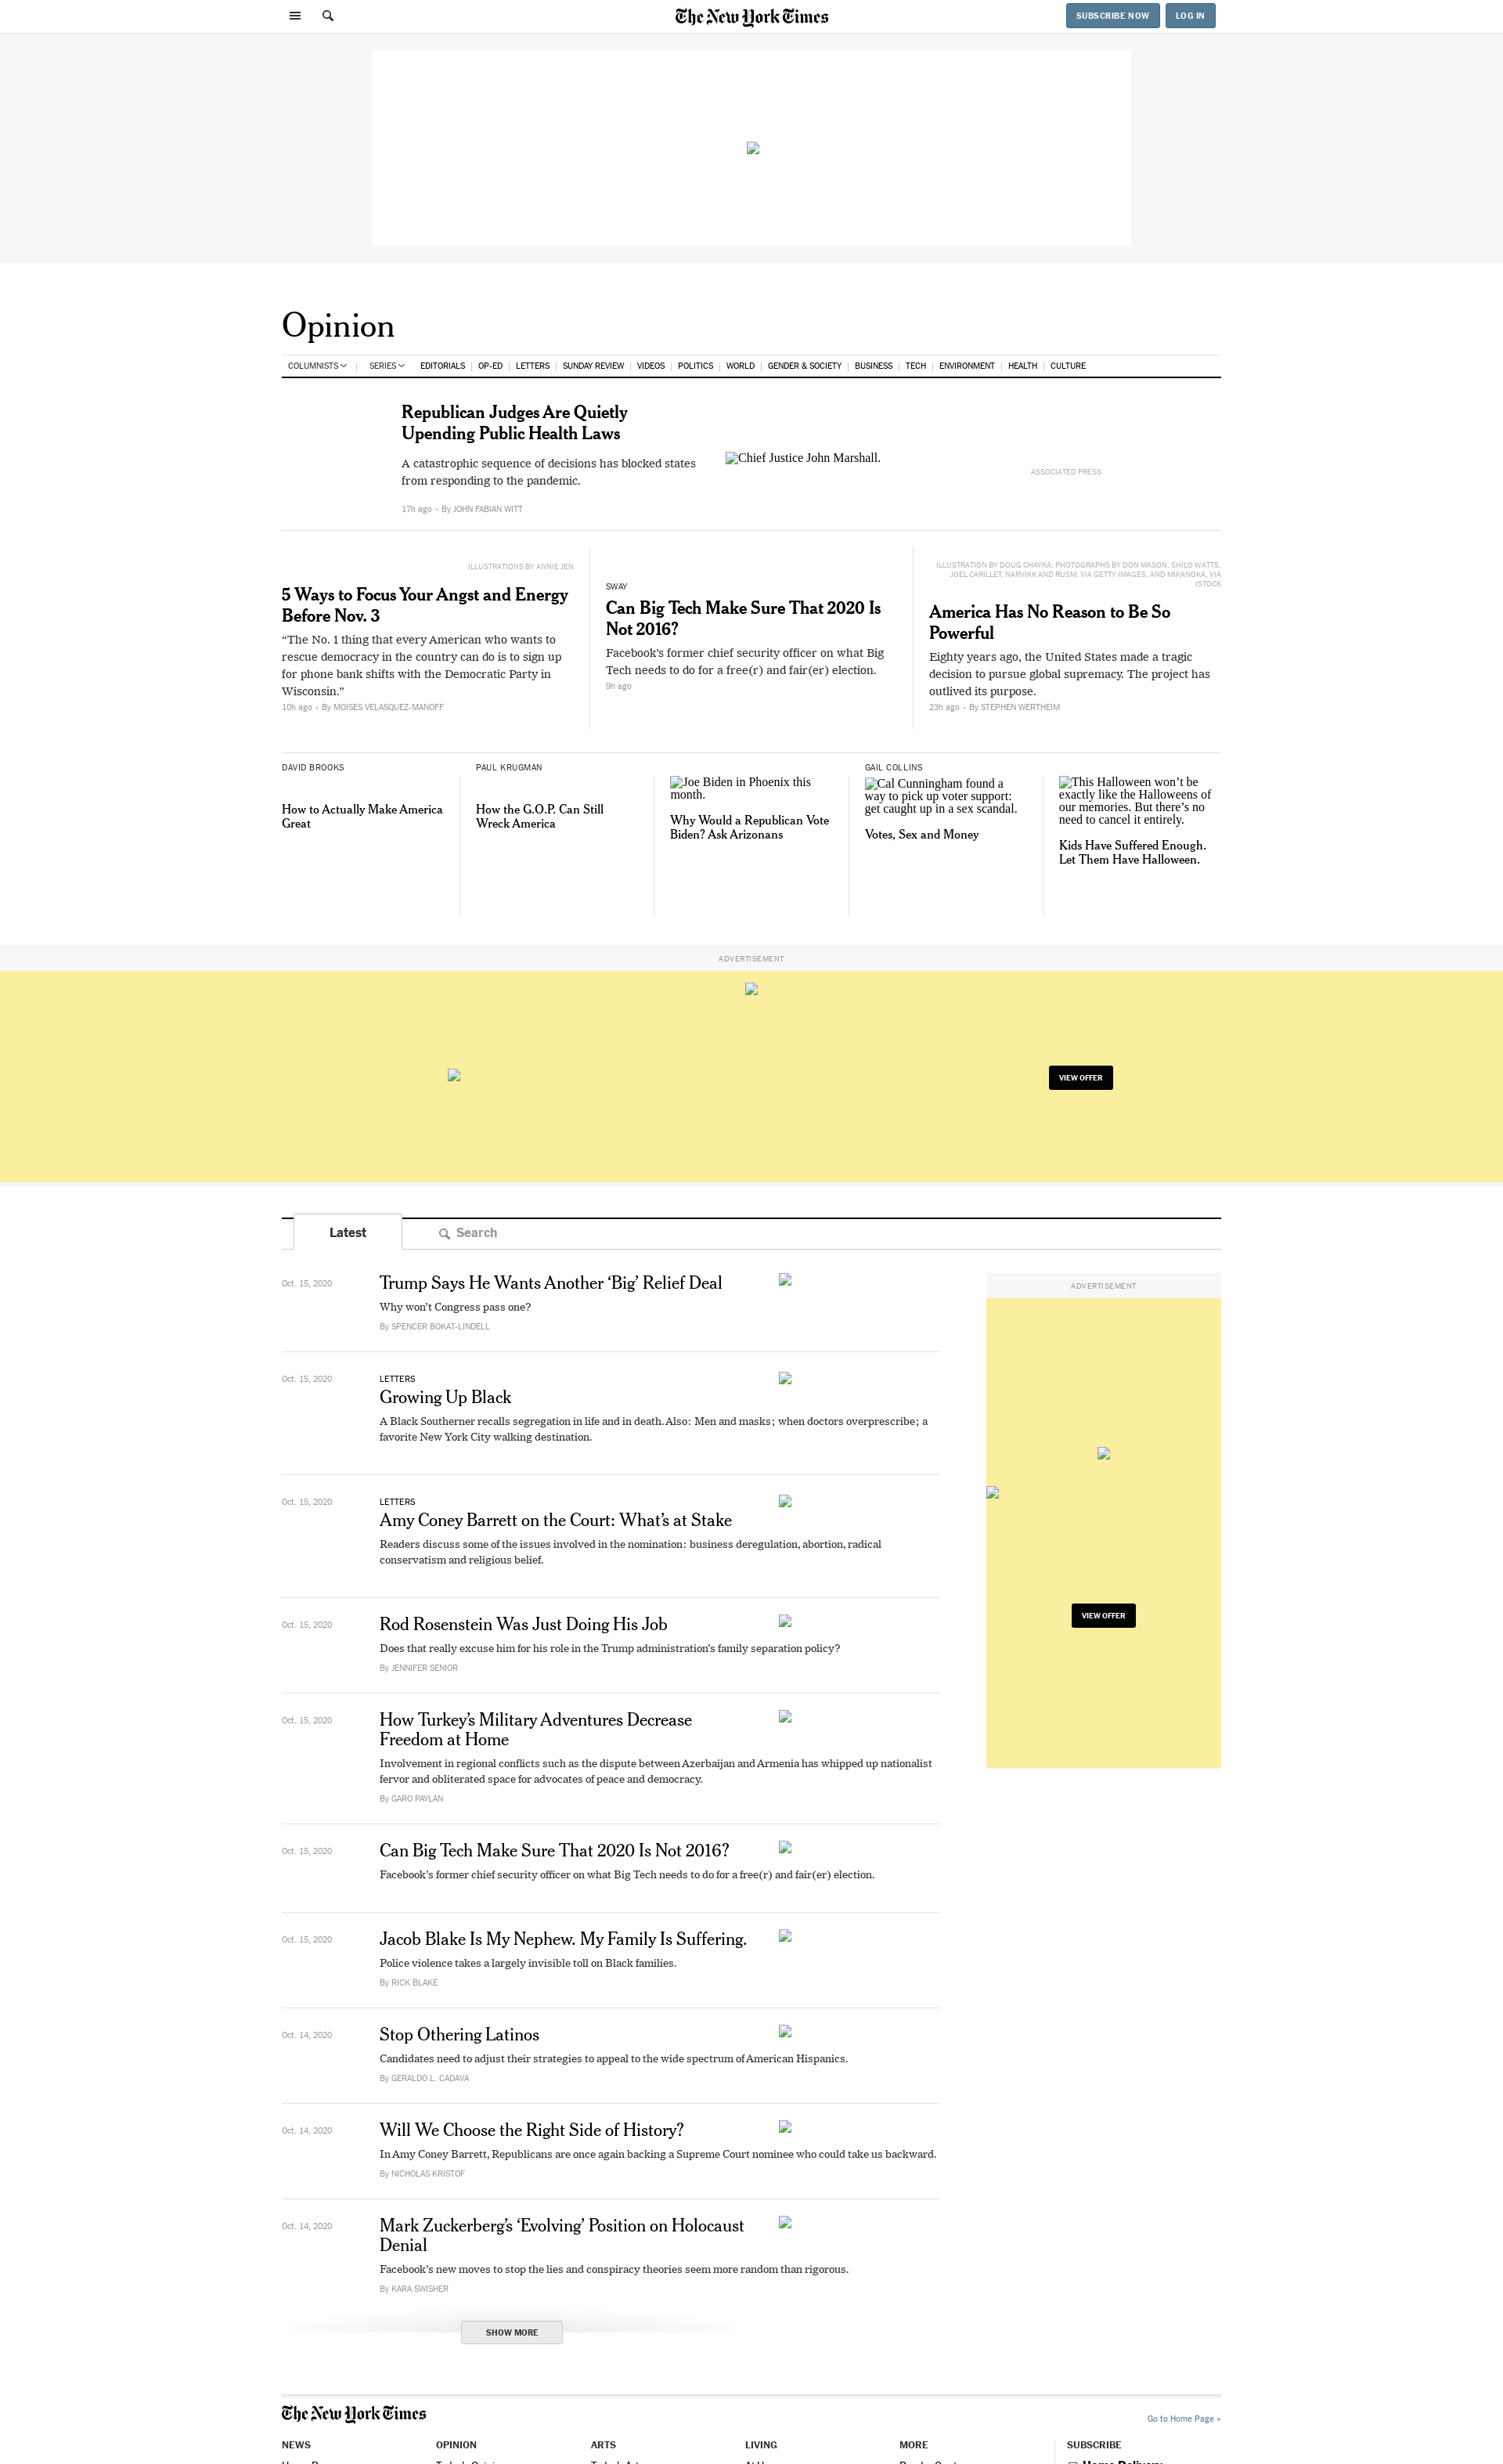 The New York Times
SUBSCRIBE NOW
LOG IN
Opinion
COLUMNISTS | SERIES EDITORIALS | OP-ED | LETTERS | SUNDAY REVIEW | VIDEOS | POLITICS | WORLD | GENDER & SOCIETY | BUSINESS | TECH | ENVIRONMENT | HEALTH | CULTURE
Republican Judges Are Quietly
Upending Public Health Laws
A catastrophic sequence of decisions has blocked states
from responding to the pandemic.
17h ago • By JOHN FABIAN WITT
Chief Justice John Marshall.
ASSOCIATED PRESS
ILLUSTRATIONS BY ANNIE JEN
5 Ways to Focus Your Angst and Energy
Before Nov. 3
“The No. 1 thing that every American who wants to
rescue democracy in the country can do is to sign up
for phone bank shifts with the Democratic Party in
Wisconsin.”
10h ago • By MOISES VELASQUEZ-MANOFF
SWAY
Can Big Tech Make Sure That 2020 Is
Not 2016?
Facebook’s former chief security officer on what Big
Tech needs to do for a free(r) and fair(er) election.
9h ago
ILLUSTRATION BY DOUG CHAYKA; PHOTOGRAPHS BY DON MASON, SHILO WATTS,
JOEL CARILLET, NARVIKK AND RUSM, VIA GETTY IMAGES, AND MIKANOKA, VIA
ISTOCK
America Has No Reason to Be So
Powerful
Eighty years ago, the United States made a tragic
decision to pursue global supremacy. The project has
outlived its purpose.
23h ago • By STEPHEN WERTHEIM
DAVID BROOKS
How to Actually Make America
Great
PAUL KRUGMAN
How the G.O.P. Can Still
Wreck America
Joe Biden in Phoenix this
month.
Why Would a Republican Vote
Biden? Ask Arizonans
GAIL COLLINS
Cal Cunningham found a
way to pick up voter support:
get caught up in a sex scandal.
Votes, Sex and Money
This Halloween won’t be
exactly like the Halloweens of
our memories. But there’s no
need to cancel it entirely.
Kids Have Suffered Enough.
Let Them Have Halloween.
ADVERTISEMENT
VIEW OFFER
Latest
Search
Oct. 15, 2020
Trump Says He Wants Another ‘Big’ Relief Deal
Why won’t Congress pass one?
By SPENCER BOKAT-LINDELL
Oct. 15, 2020
LETTERS
Growing Up Black
A Black Southerner recalls segregation in life and in death. Also: Men and masks; when doctors overprescribe; a
favorite New York City walking destination.
Oct. 15, 2020
LETTERS
Amy Coney Barrett on the Court: What’s at Stake
Readers discuss some of the issues involved in the nomination: business deregulation, abortion, radical
conservatism and religious belief.
Oct. 15, 2020
Rod Rosenstein Was Just Doing His Job
Does that really excuse him for his role in the Trump administration’s family separation policy?
By JENNIFER SENIOR
Oct. 15, 2020
How Turkey’s Military Adventures Decrease
Freedom at Home
Involvement in regional conflicts such as the dispute between Azerbaijan and Armenia has whipped up nationalist
fervor and obliterated space for advocates of peace and democracy.
By GARO PAYLAN
Oct. 15, 2020
Can Big Tech Make Sure That 2020 Is Not 2016?
Facebook’s former chief security officer on what Big Tech needs to do for a free(r) and fair(er) election.
Oct. 15, 2020
Jacob Blake Is My Nephew. My Family Is Suffering.
Police violence takes a largely invisible toll on Black families.
By RICK BLAKE
Oct. 14, 2020
Stop Othering Latinos
Candidates need to adjust their strategies to appeal to the wide spectrum of American Hispanics.
By GERALDO L. CADAVA
Oct. 14, 2020
Will We Choose the Right Side of History?
In Amy Coney Barrett, Republicans are once again backing a Supreme Court nominee who could take us backward.
By NICHOLAS KRISTOF
Oct. 14, 2020
Mark Zuckerberg’s ‘Evolving’ Position on Holocaust
Denial
Facebook’s new moves to stop the lies and conspiracy theories seem more random than rigorous.
By KARA SWISHER
SHOW MORE
ADVERTISEMENT
VIEW OFFER
The New York Times
Go to Home Page »
NEWS
OPINION
ARTS
LIVING
MORE
SUBSCRIBE